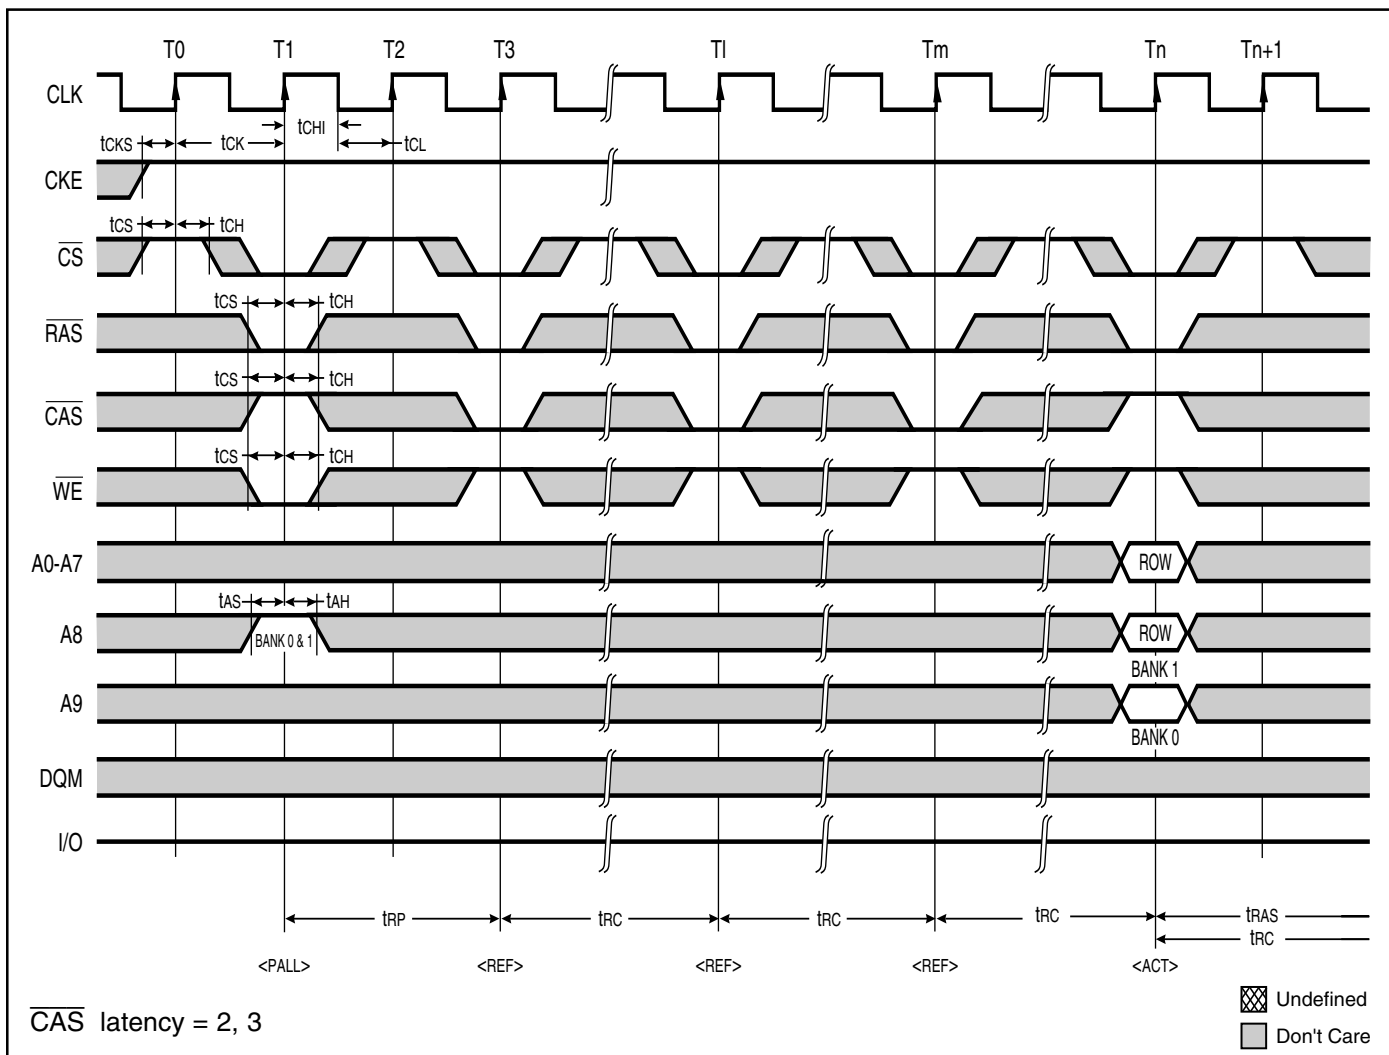 T0 T1 T2 T3 Tl Tm Tn Tn+1
CLK
tCHI
tCKS tCK tCL
CKE
tCS tCH
CS
tCS tCH
RAS
tCS tCH
CAS
tCS tCH
WE
A0-A7 ROW
tAS tAH
A8 BANK 0 & 1 ROW
BANK 1
A9
BANK 0
DQM
I/O
tRP tRC tRC tRC tRAS
tRC
<PALL> <REF> <REF> <REF> <ACT>
Undefined
CAS latency = 2, 3
Don't Care